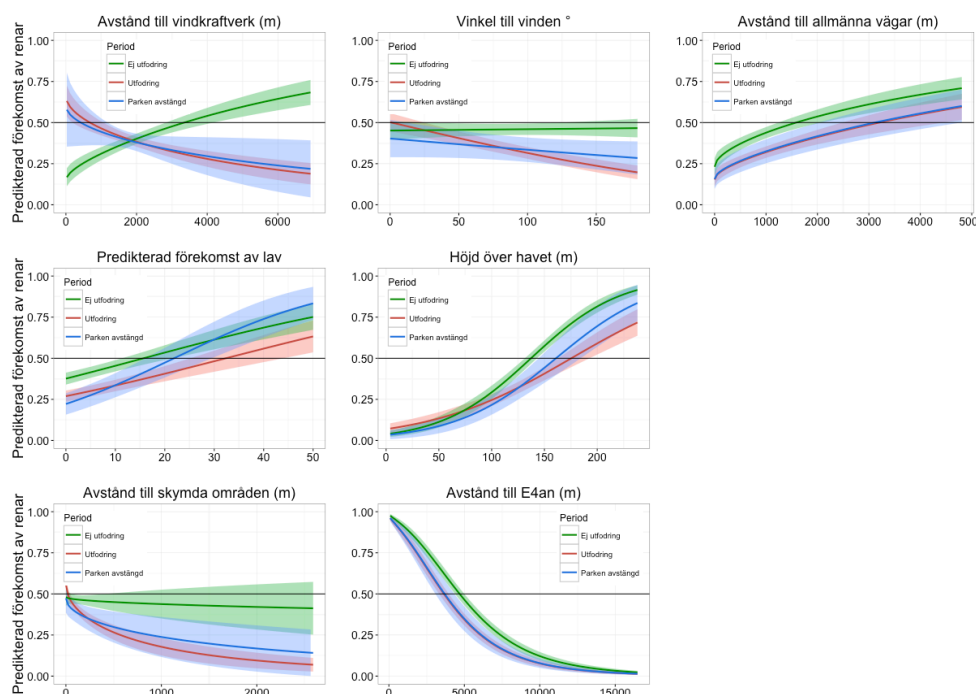 Avstånd till vindkraftverk (m)
Predikterad förekomst av renar
1.00
0.75
0.50
0.25
0.00
Period
Ej utfodring
Utfodring
Parken avstängd
0 2000 4000 6000
Vinkel till vinden °
1.00
0.75
0.50
0.25
0.00
Period
Ej utfodring
Utfodring
Parken avstängd
0 50 100 150
Avstånd till allmänna vägar (m)
1.00
0.75
0.50
0.25
0.00
Period
Ej utfodring
Utfodring
Parken avstängd
0 1000 2000 3000 4000 5000
Predikterad förekomst av lav
Predikterad förekomst av renar
1.00
0.75
0.50
0.25
0.00
Period
Ej utfodring
Utfodring
Parken avstängd
0 10 20 30 40 50
Höjd över havet (m)
1.00
0.75
0.50
0.25
0.00
Period
Ej utfodring
Utfodring
Parken avstängd
0 50 100 150 200
Avstånd till skymda områden (m)
Predikterad förekomst av renar
1.00
0.75
0.50
0.25
0.00
Period
Ej utfodring
Utfodring
Parken avstängd
0 1000 2000
Avstånd till E4an (m)
1.00
0.75
0.50
0.25
0.00
Period
Ej utfodring
Utfodring
Parken avstängd
0 5000 10000 15000